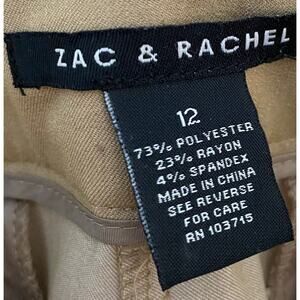 ZAC & RACHEL
12
73% POLYESTER
23% RAYON
4% SPANDEX
MADE IN CHINA
SEE REVERSE
FOR CARE
RN 103715